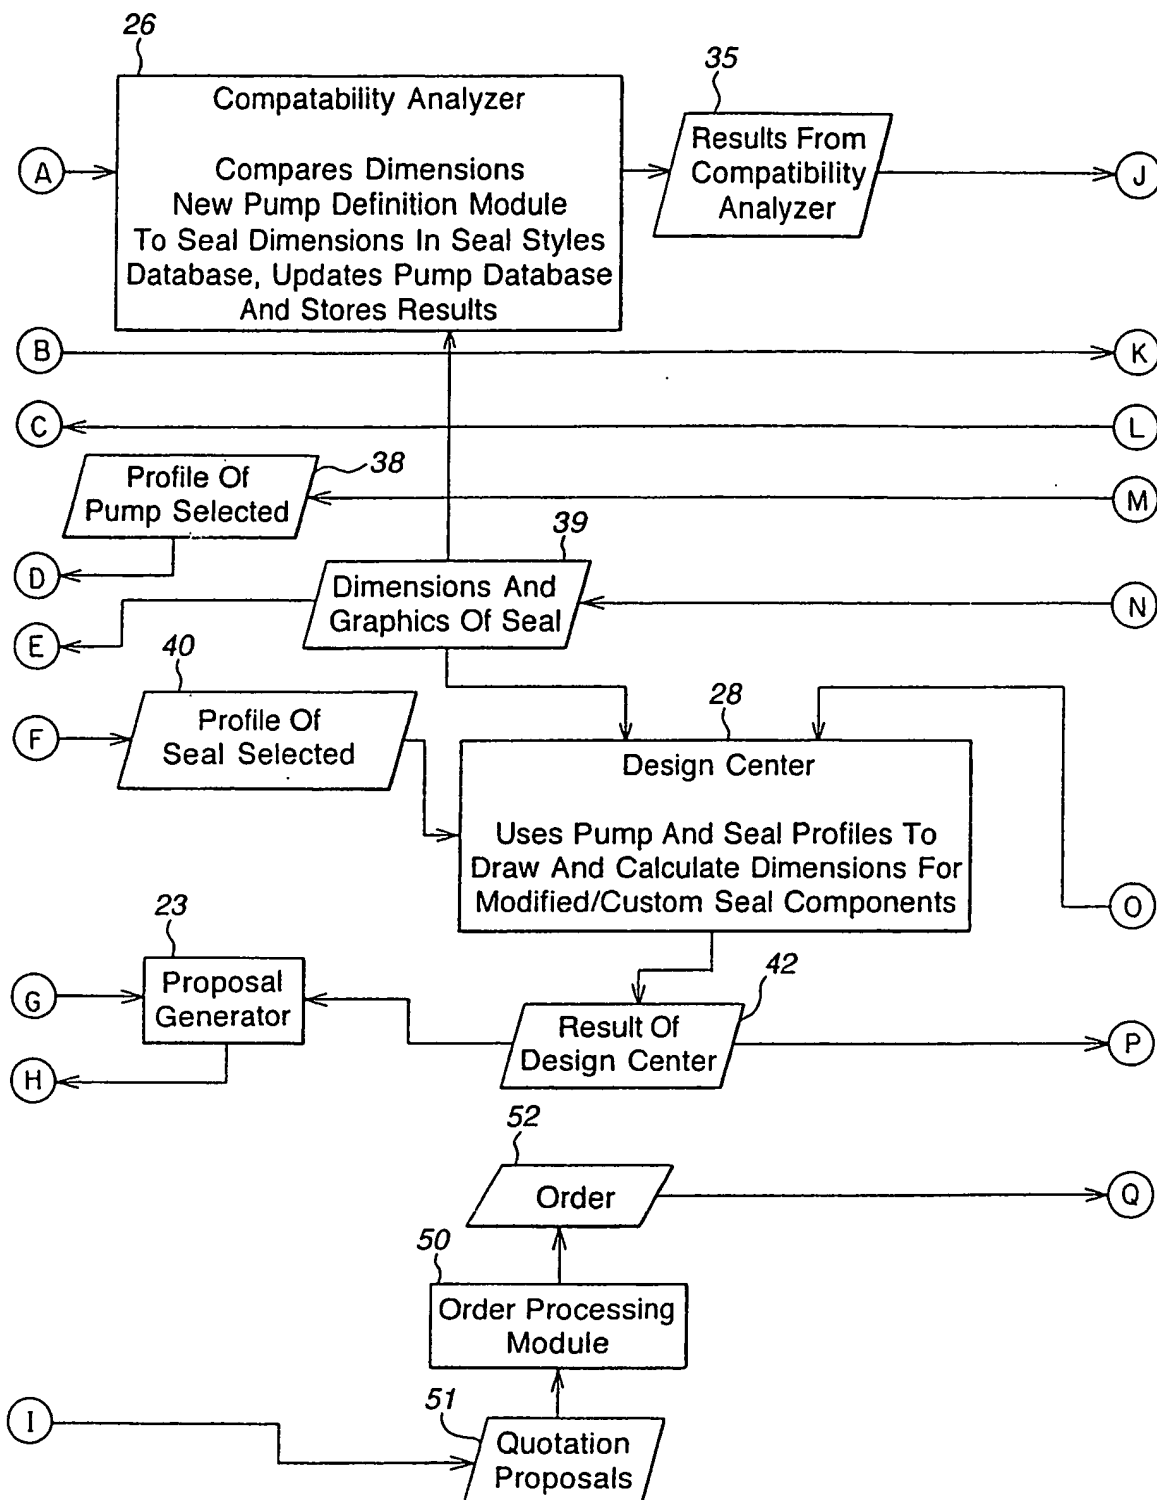 26
Compatability Analyzer
Compares Dimensions
New Pump Definition Module
To Seal Dimensions In Seal Styles
Database, Updates Pump Database
And Stores Results
35
Results From
Compatibility
Analyzer
A
J
B
K
C
L
Profile Of
Pump Selected
38
M
D
39
Dimensions And
Graphics Of Seal
N
E
40
Profile Of
Seal Selected
F
28
Design Center
Uses Pump And Seal Profiles To
Draw And Calculate Dimensions For
Modified/Custom Seal Components
O
23
Proposal
Generator
G
H
42
Result Of
Design Center
P
52
Order
Q
50
Order Processing
Module
I
51
Quotation
Proposals